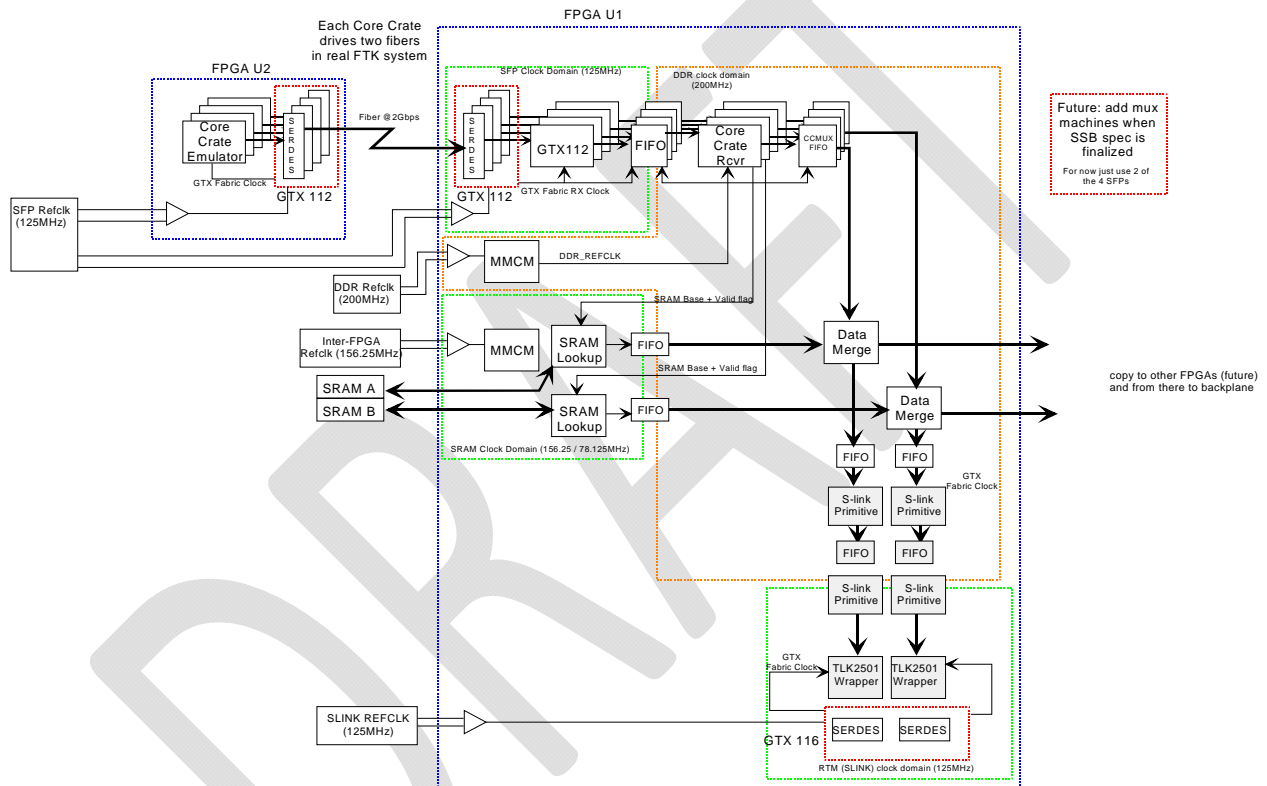 FPGA U1
Each Core Crate
drives two fibers
in real FTK system
FPGA U2
SERDES
Core
Crate
Emulator
GTX Fabric Clock
GTX 112
Fiber @2Gbps
SFP Clock Domain (125MHz)
SERDES
GTX112
FIFO
GTX 112
GTX Fabric RX Clock
DDR clock domain
(200MHz)
Core
Crate
Rcvr
CCMUX
FIFO
Future: add mux
machines when
SSB spec is
finalized
For now just use 2 of
the 4 SFPs
SFP Refclk
(125MHz)
MMCM
DDR_REFCLK
DDR Refclk
(200MHz)
SRAM Base + Valid flag
Inter-FPGA
Refclk (156.25MHz)
MMCM
SRAM
Lookup
FIFO
Data
Merge
SRAM Base + Valid flag
SRAM A
SRAM B
SRAM
Lookup
FIFO
Data
Merge
copy to other FPGAs (future)
and from there to backplane
SRAM Clock Domain (156.25 / 78.125MHz)
FIFO
FIFO
GTX
Fabric Clock
S-link
Primitive
S-link
Primitive
FIFO
FIFO
S-link
Primitive
S-link
Primitive
GTX
Fabric Clock
TLK2501
Wrapper
TLK2501
Wrapper
SLINK REFCLK
(125MHz)
GTX 116
SERDES
SERDES
RTM (SLINK) clock domain (125MHz)
DRAFT